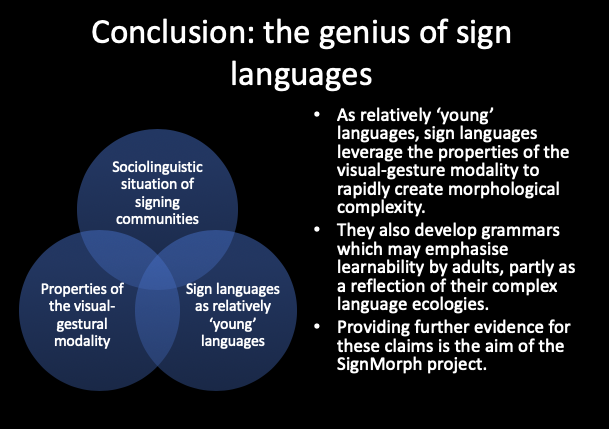 Conclusion: the genius of sign
languages
Sociolinguistic
situation of
signing
communities
Properties of
the visual-
gestural
modality
Sign languages
as relatively
‘young’
languages
• As relatively ‘young’
languages, sign languages
leverage the properties of the
visual-gesture modality to
rapidly create morphological
complexity.
• They also develop grammars
which may emphasise
learnability by adults, partly as
a reflection of their complex
language ecologies.
• Providing further evidence for
these claims is the aim of the
SignMorph project.